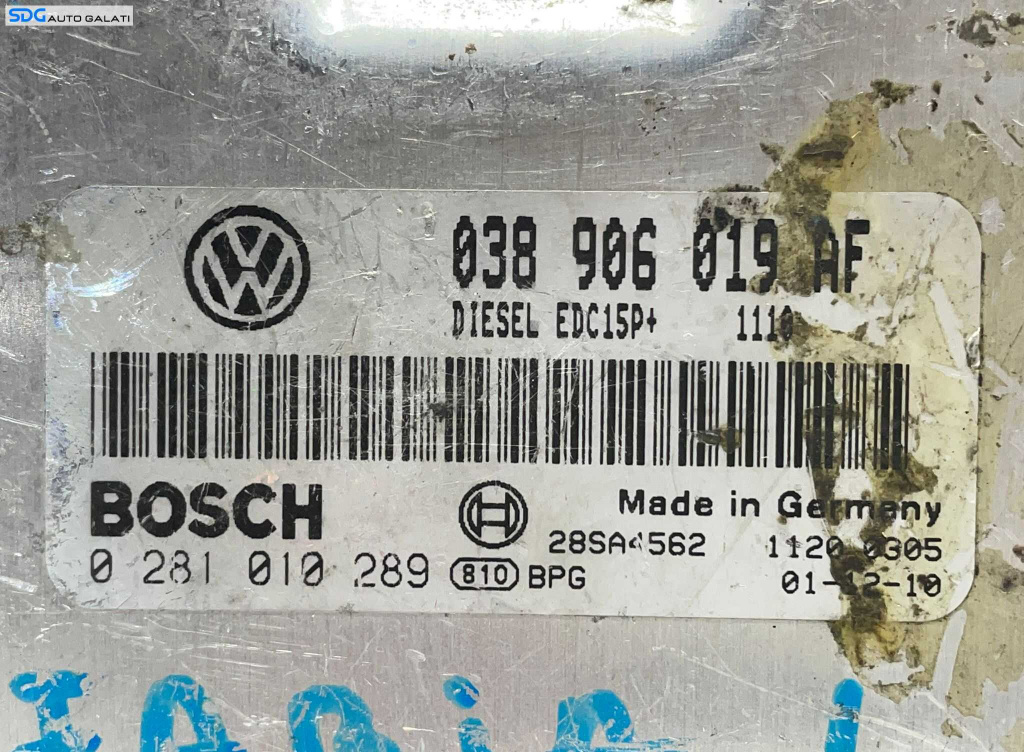 SDG AUTO GALATI
038 906 019 AF
DIESEL EDC15P+ 1110
BOSCH
Made in Germany
28SA4562 1120 0305
0 281 010 289 810 BPG 01-12-10